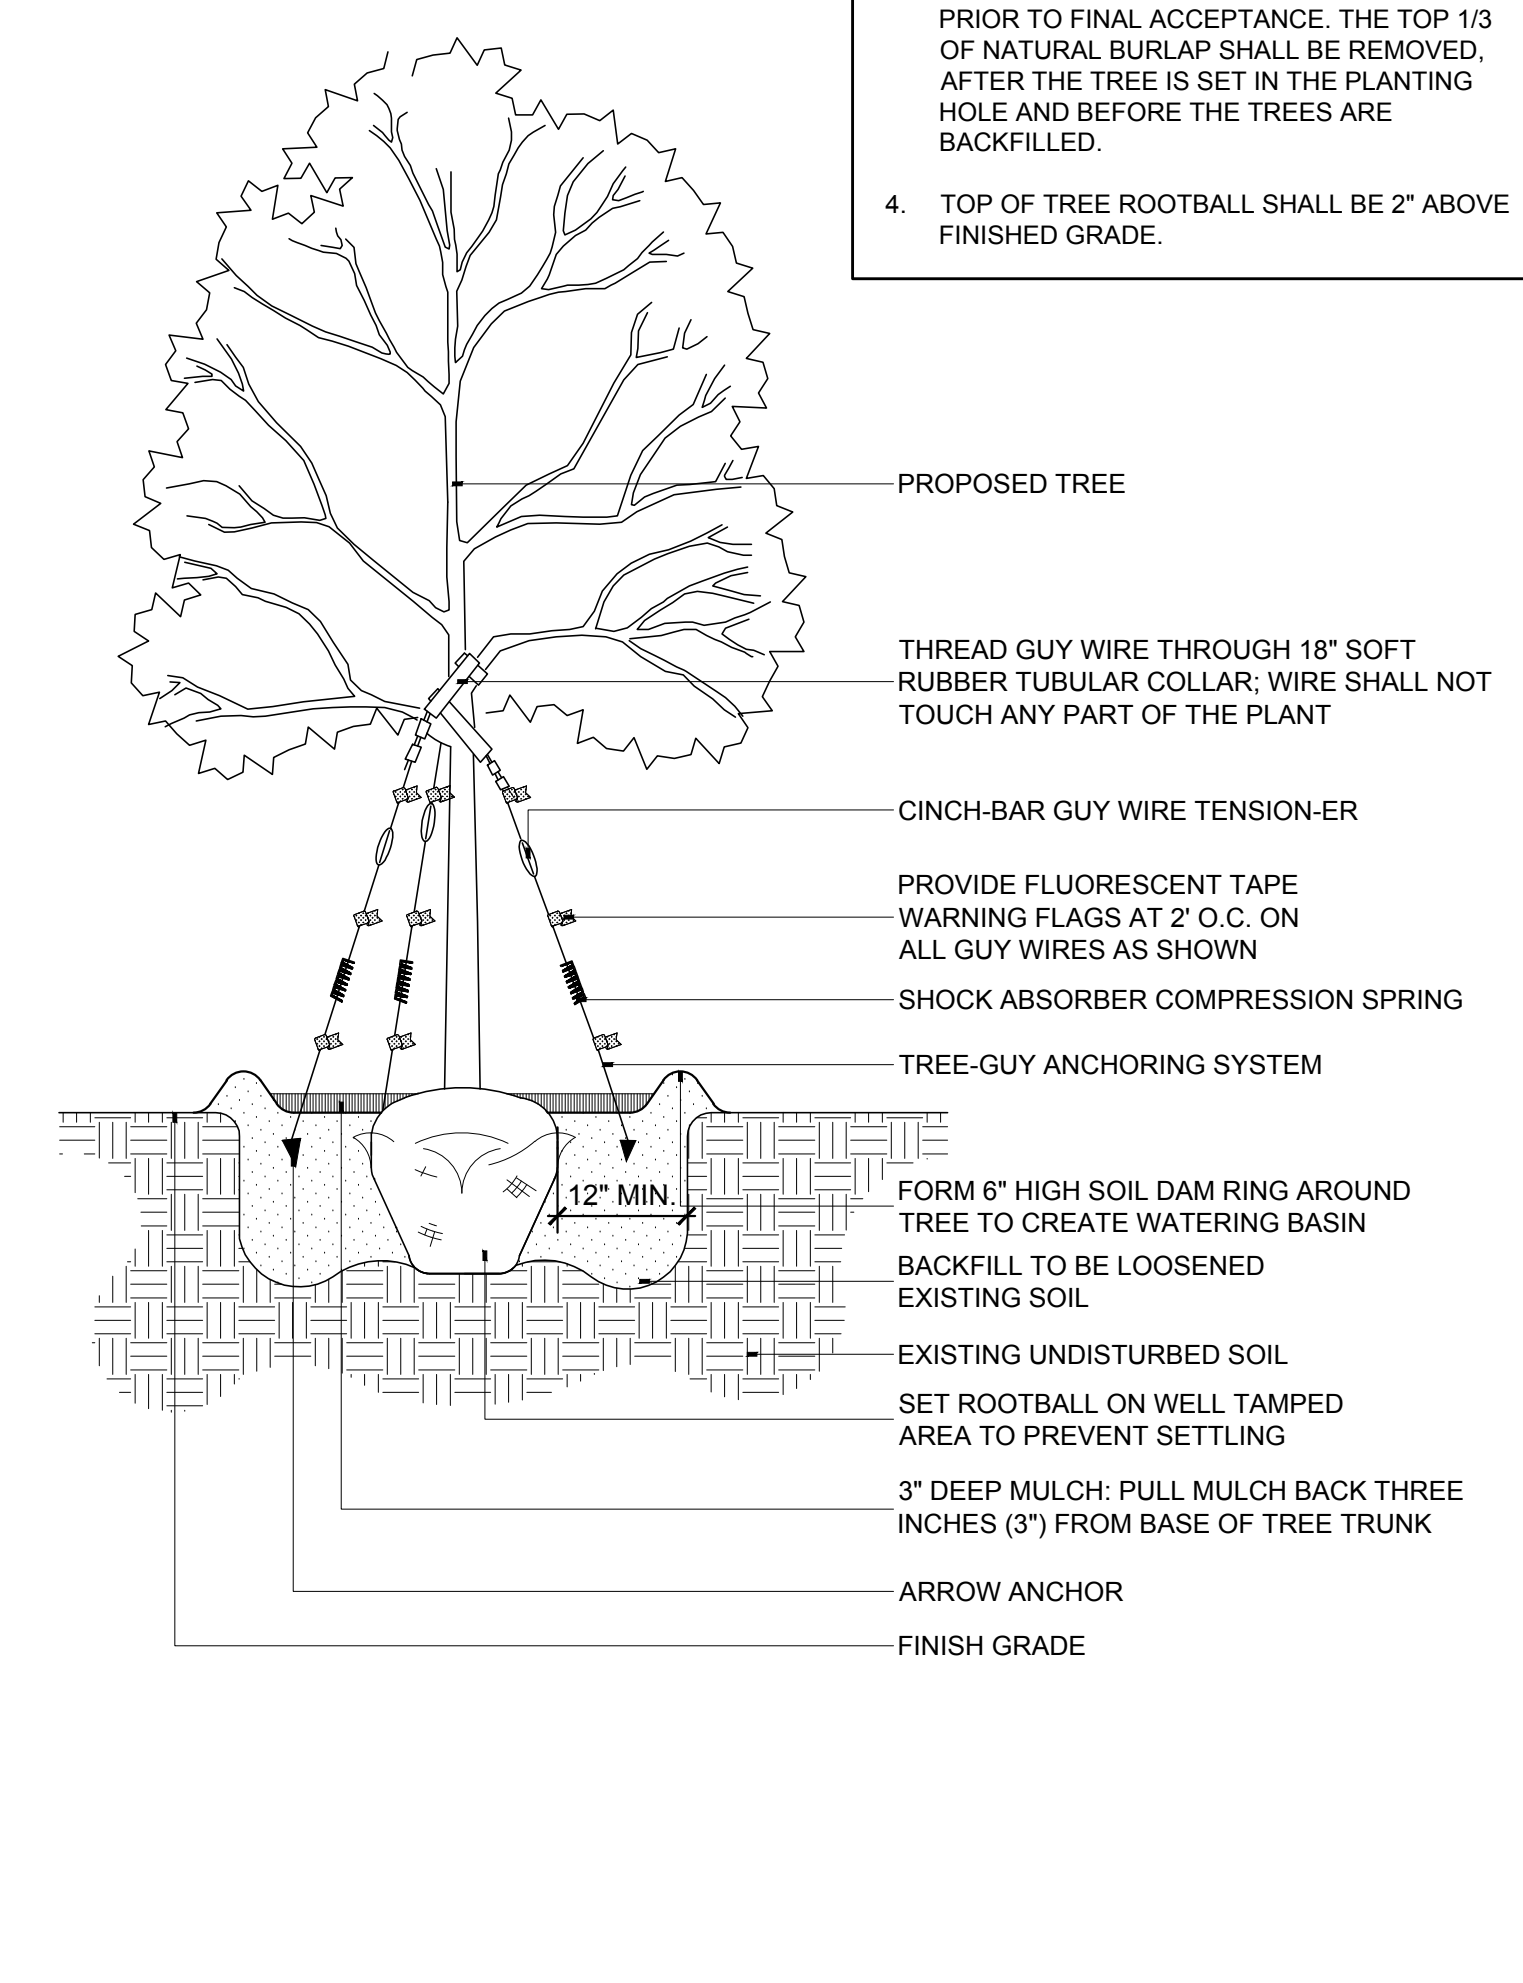 PRIOR TO FINAL ACCEPTANCE. THE TOP 1/3
OF NATURAL BURLAP SHALL BE REMOVED,
AFTER THE TREE IS SET IN THE PLANTING
HOLE AND BEFORE THE TREES ARE
BACKFILLED.
4. TOP OF TREE ROOTBALL SHALL BE 2" ABOVE
FINISHED GRADE.
PROPOSED TREE
THREAD GUY WIRE THROUGH 18" SOFT
RUBBER TUBULAR COLLAR; WIRE SHALL NOT
TOUCH ANY PART OF THE PLANT
CINCH-BAR GUY WIRE TENSION-ER
PROVIDE FLUORESCENT TAPE
WARNING FLAGS AT 2' O.C. ON
ALL GUY WIRES AS SHOWN
SHOCK ABSORBER COMPRESSION SPRING
TREE-GUY ANCHORING SYSTEM
12" MIN.
FORM 6" HIGH SOIL DAM RING AROUND
TREE TO CREATE WATERING BASIN
BACKFILL TO BE LOOSENED
EXISTING SOIL
EXISTING UNDISTURBED SOIL
SET ROOTBALL ON WELL TAMPED
AREA TO PREVENT SETTLING
3" DEEP MULCH: PULL MULCH BACK THREE
INCHES (3") FROM BASE OF TREE TRUNK
ARROW ANCHOR
FINISH GRADE